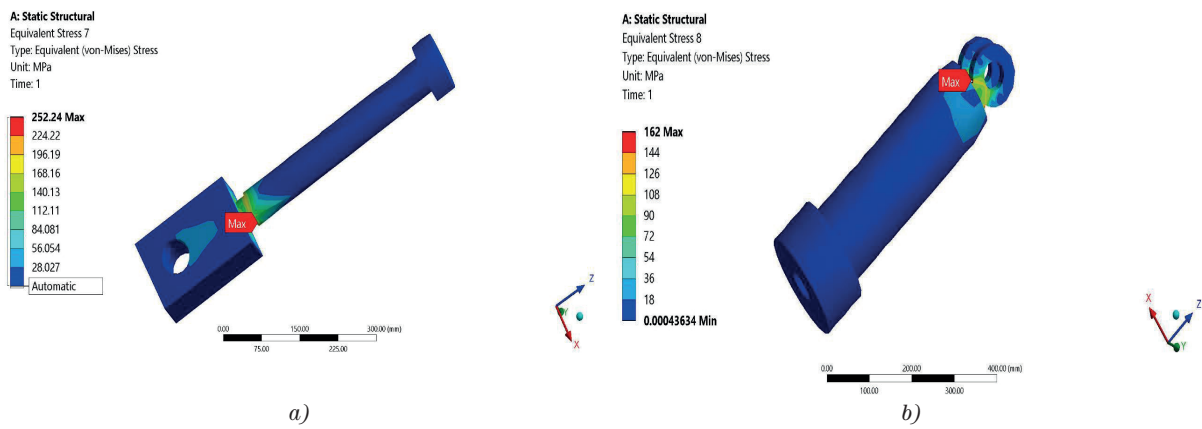 A: Static Structural
Equivalent Stress 7
Type: Equivalent (von-Mises) Stress
Unit: MPa
Time: 1
252.24 Max
224.22
196.19
168.16
140.13
112.11
84.081
56.054
28.027
Automatic
Max
0.00 150.00 300.00 (mm)
75.00 225.00
Z
Y
X
a)
A: Static Structural
Equivalent Stress 8
Type: Equivalent (von-Mises) Stress
Unit: MPa
Time: 1
162 Max
144
126
108
90
72
54
36
18
0.00043634 Min
Max
0.00 200.00 400.00 (mm)
100.00 300.00
X
Z
Y
b)